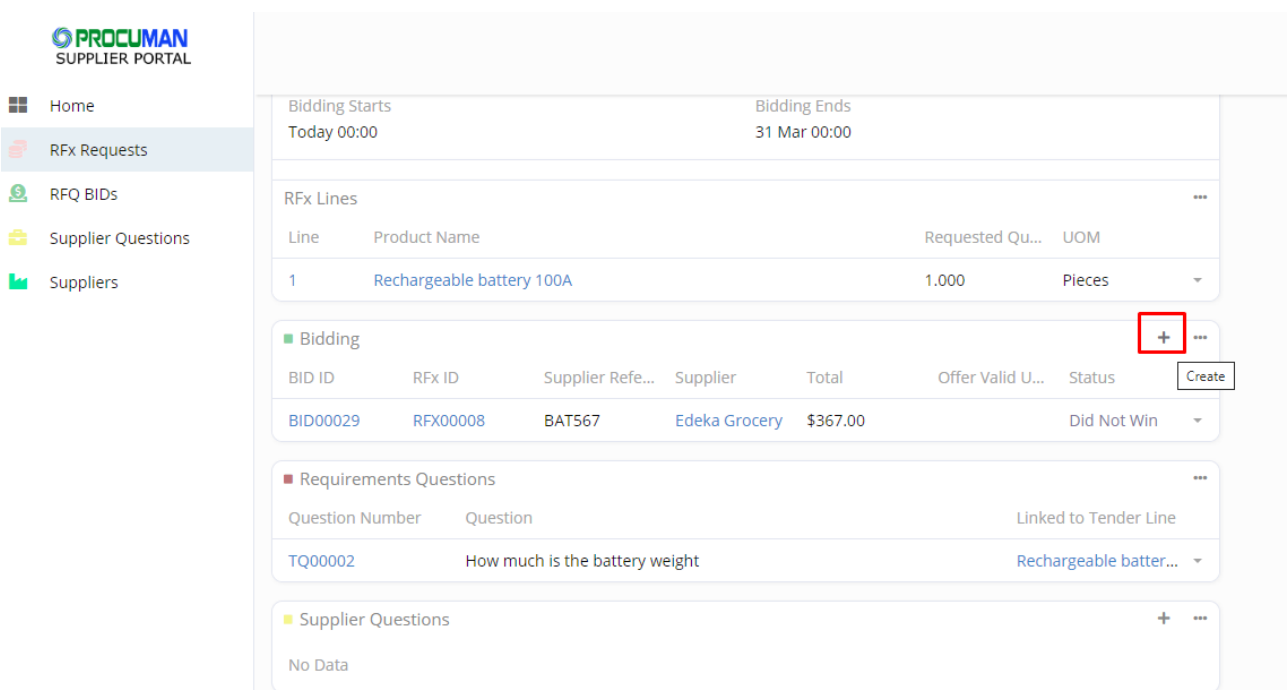 PROCUMAN
SUPPLIER PORTAL
Home
RFx Requests
RFQ BIDs
Supplier Questions
Suppliers
Bidding Starts Bidding Ends
Today 00:00 31 Mar 00:00
RFx Lines
Line Product Name Requested Qu... UOM
1 Rechargeable battery 100A 1.000 Pieces
Bidding
Create
BID ID RFx ID Supplier Refe... Supplier Total Offer Valid U... Status
BID00029 RFX00008 BAT567 Edeka Grocery $367.00 Did Not Win
Requirements Questions
Question Number Question Linked to Tender Line
TQ00002 How much is the battery weight Rechargeable batter...
Supplier Questions
No Data